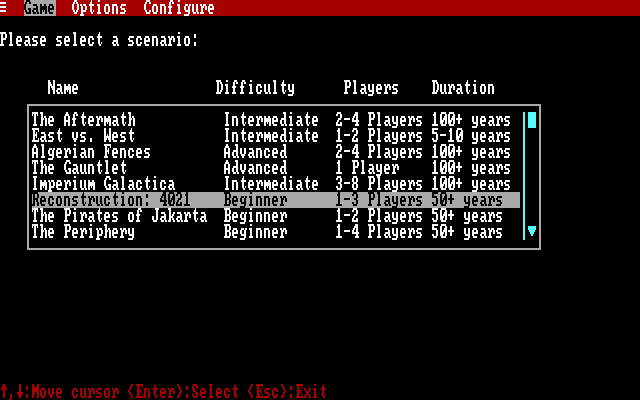 ≡ Game Options Configure
Please select a scenario:
Name Difficulty Players Duration
The Aftermath Intermediate 2-4 Players 100+ years
East vs. West Intermediate 1-2 Players 5-10 years
Algerian Fences Advanced 2-4 Players 100+ years
The Gauntlet Advanced 1 Player 100+ years
Imperium Galactica Intermediate 3-8 Players 100+ years
Reconstruction: 4021 Beginner 1-3 Players 50+ years
The Pirates of Jakarta Beginner 1-2 Players 50+ years
The Periphery Beginner 1-4 Players 50+ years
↑,↓:Move cursor <Enter>:Select <Esc>:Exit